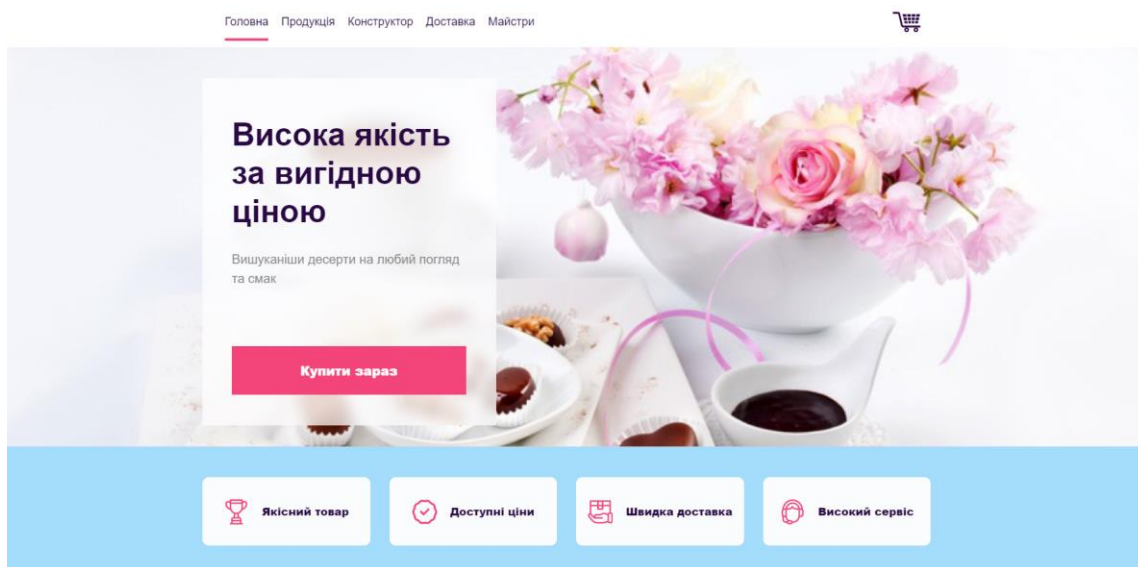 Головна Продукція Конструктор Доставка Майстри
Висока якість
за вигідною
ціною
Вишуканіши десерти на любий погляд
та смак
Купити зараз
Якісний товар
Доступні ціни
Швидка доставка
Високий сервіс